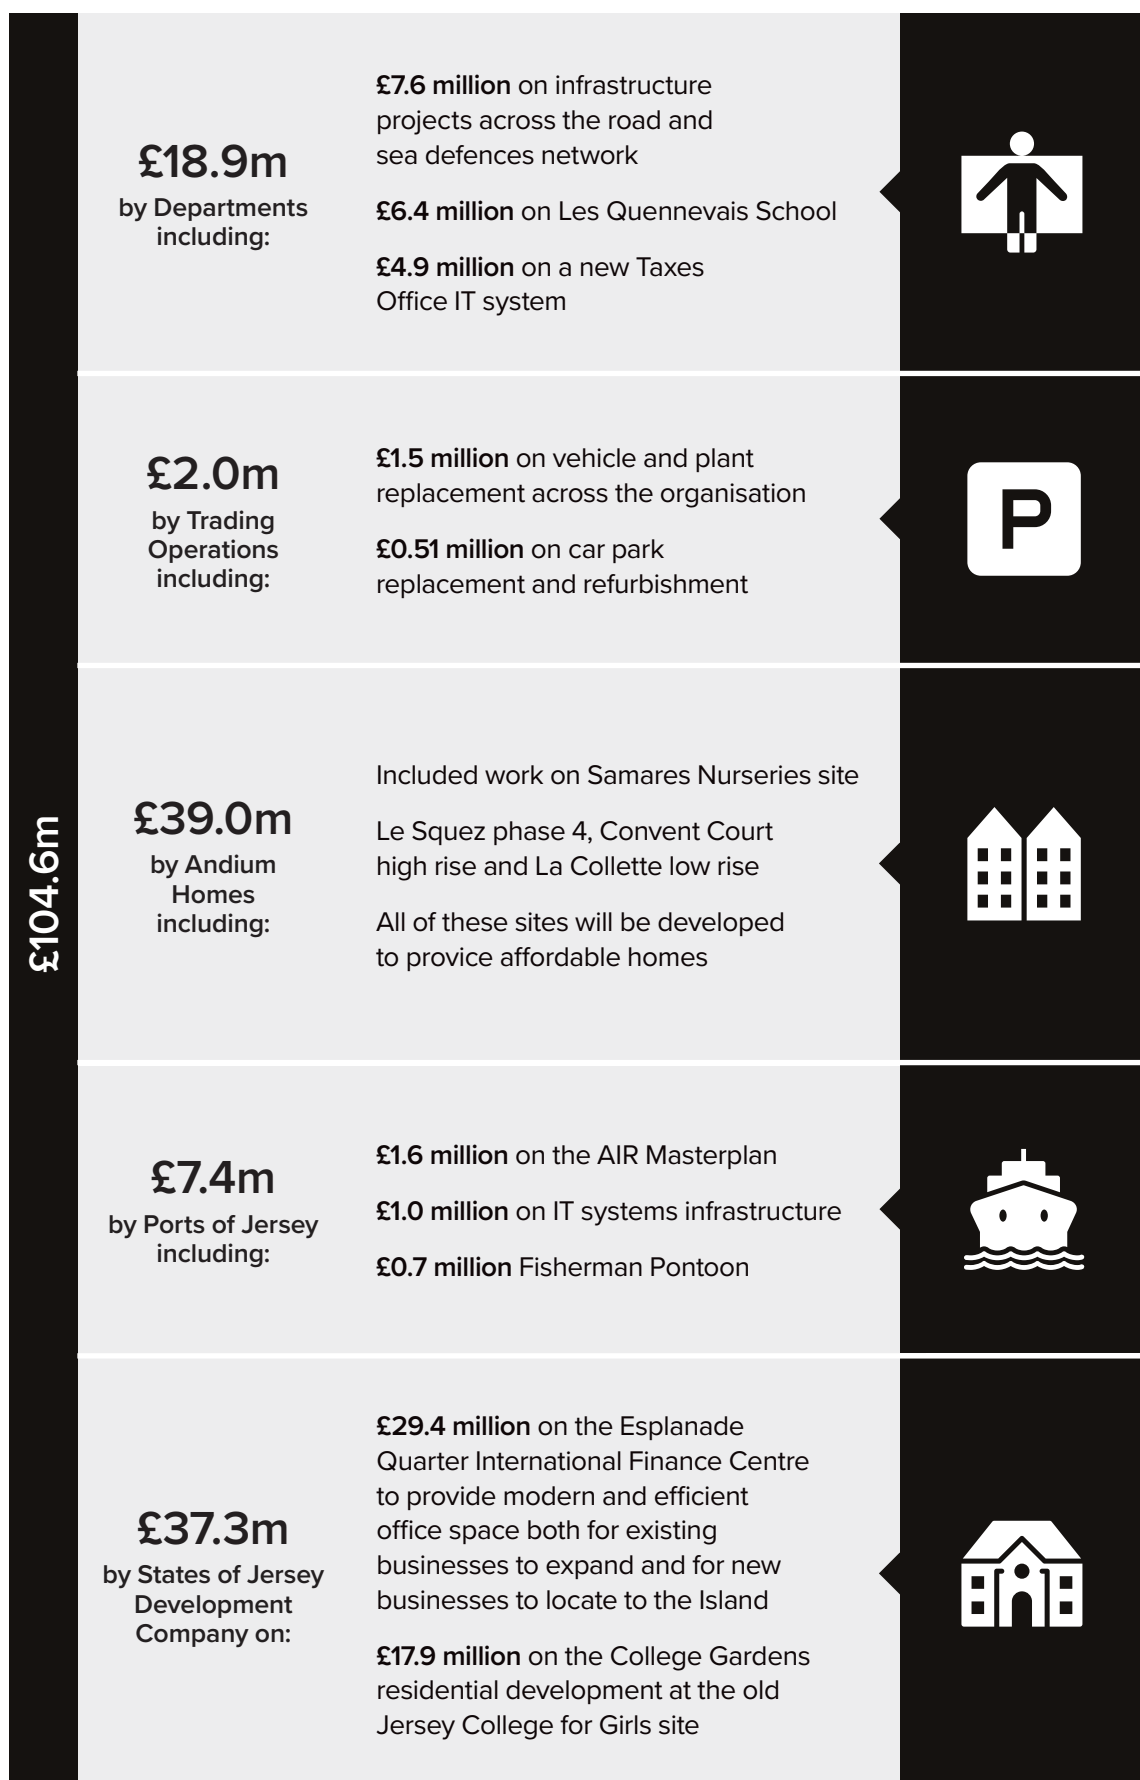 £104.6m
£18.9m
by Departments
including:
£7.6 million on infrastructure
projects across the road and
sea defences network
£6.4 million on Les Quennevais School
£4.9 million on a new Taxes
Office IT system
£2.0m
by Trading
Operations
including:
£1.5 million on vehicle and plant
replacement across the organisation
£0.51 million on car park
replacement and refurbishment
P
£39.0m
by Andium
Homes
including:
Included work on Samares Nurseries site
Le Squez phase 4, Convent Court
high rise and La Collette low rise
All of these sites will be developed
to provice affordable homes
£7.4m
by Ports of Jersey
including:
£1.6 million on the AIR Masterplan
£1.0 million on IT systems infrastructure
£0.7 million Fisherman Pontoon
£37.3m
by States of Jersey
Development
Company on:
£29.4 million on the Esplanade
Quarter International Finance Centre
to provide modern and efficient
office space both for existing
businesses to expand and for new
businesses to locate to the Island
£17.9 million on the College Gardens
residential development at the old
Jersey College for Girls site